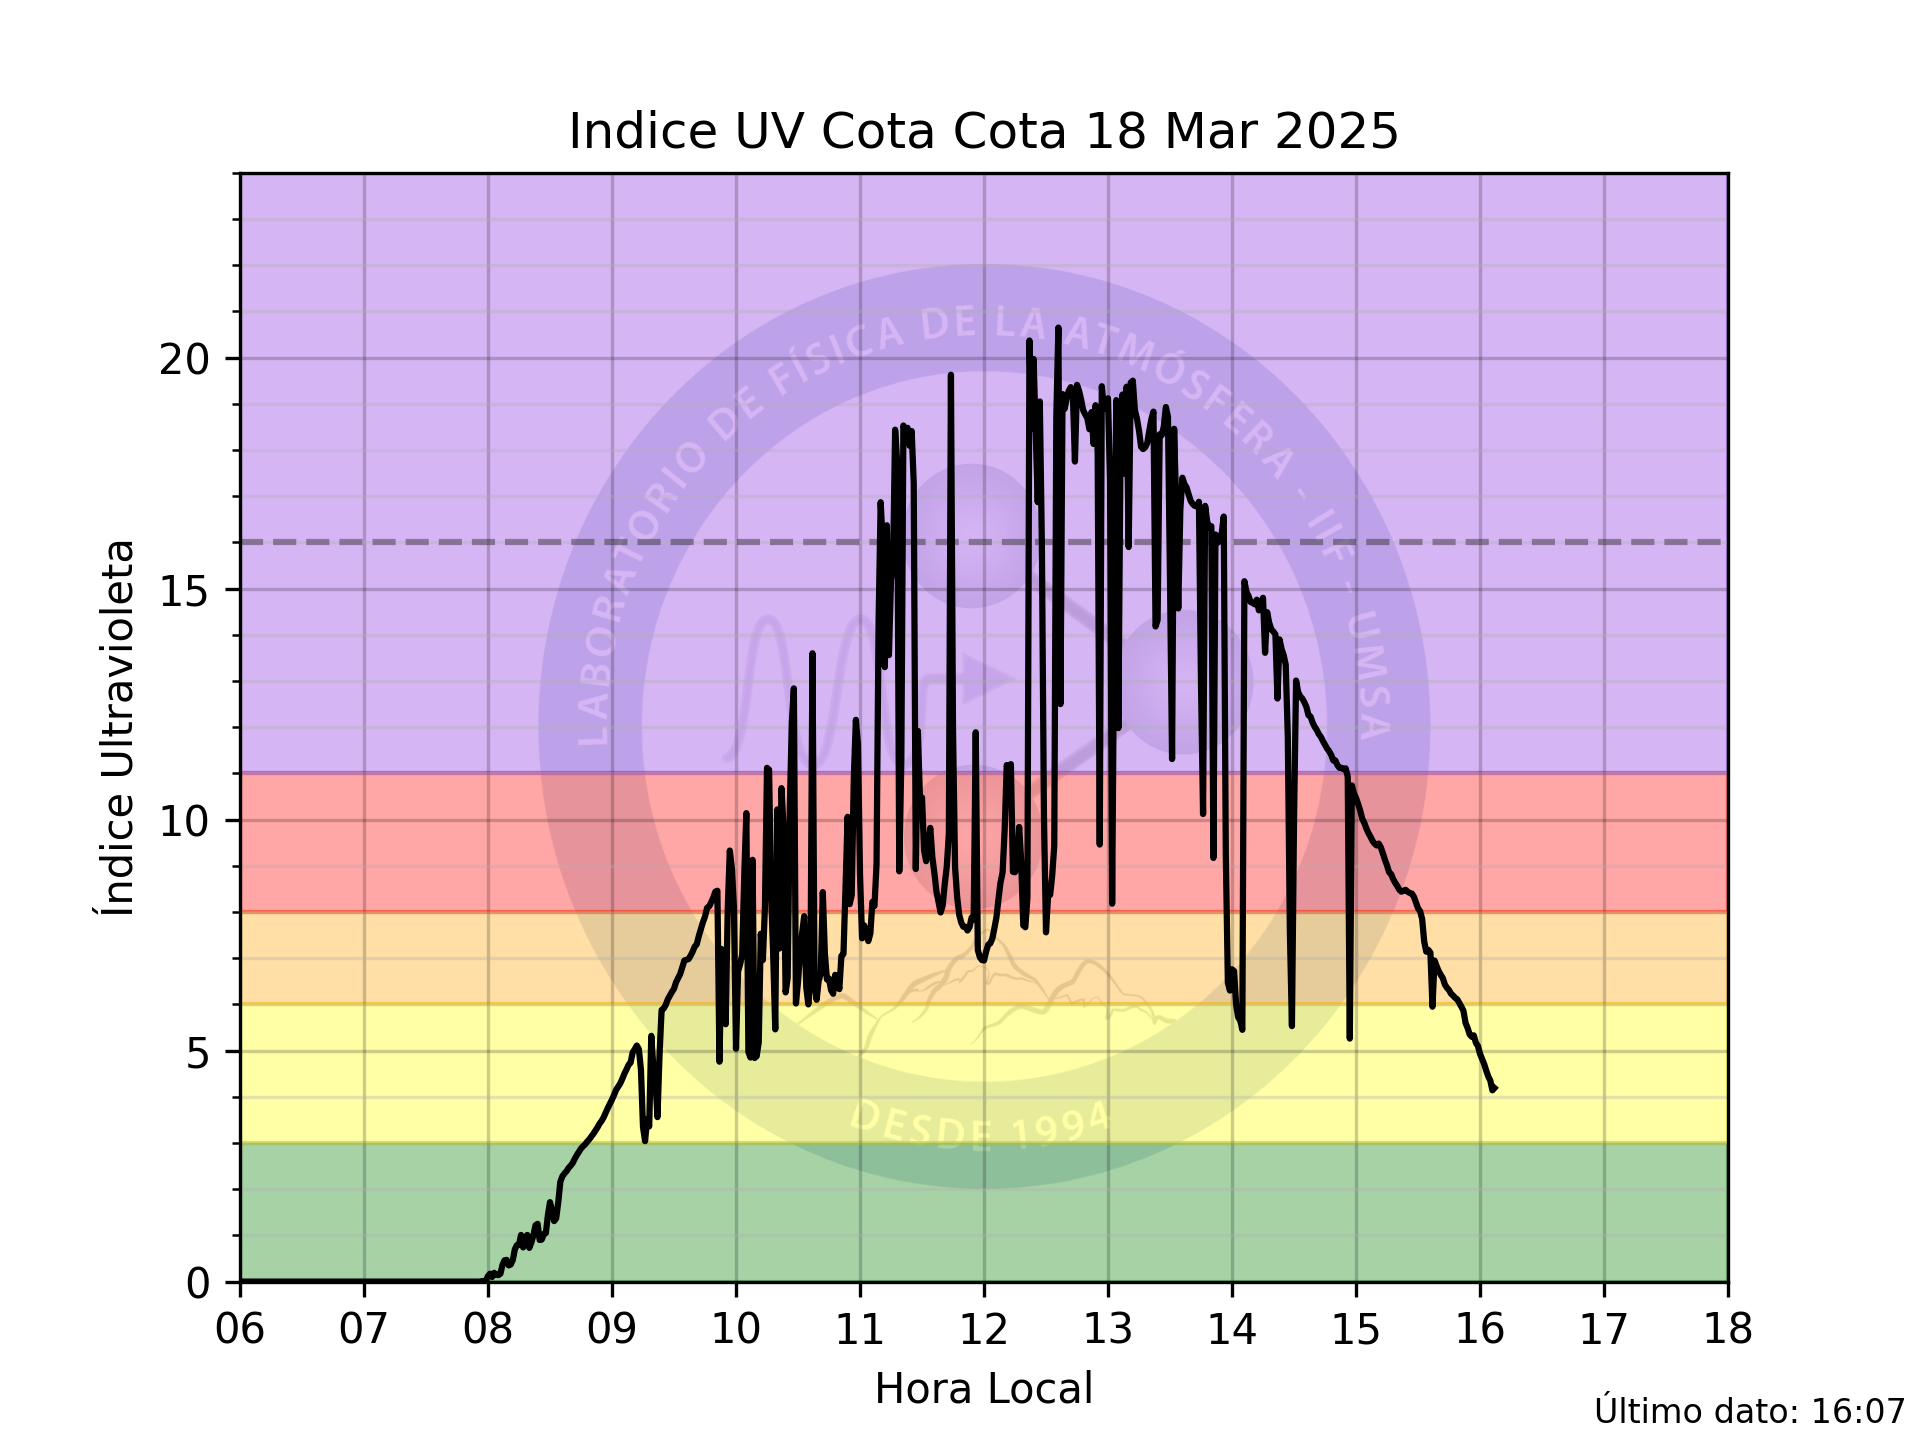 Indice UV Cota Cota 18 Mar 2025
Índice Ultravioleta
20
15
10
5
0
LABORATORIO DE FÍSICA DE LA ATMÓSFERA - IIF - UMSA
DESDE 1994
06 07 08 09 10 11 12 13 14 15 16 17 18
Hora Local
Último dato: 16:07